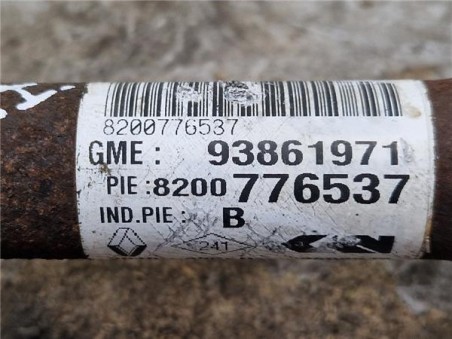 8200776537
GME : 93861971
PIE :8200776537
IND.PIE : B
241